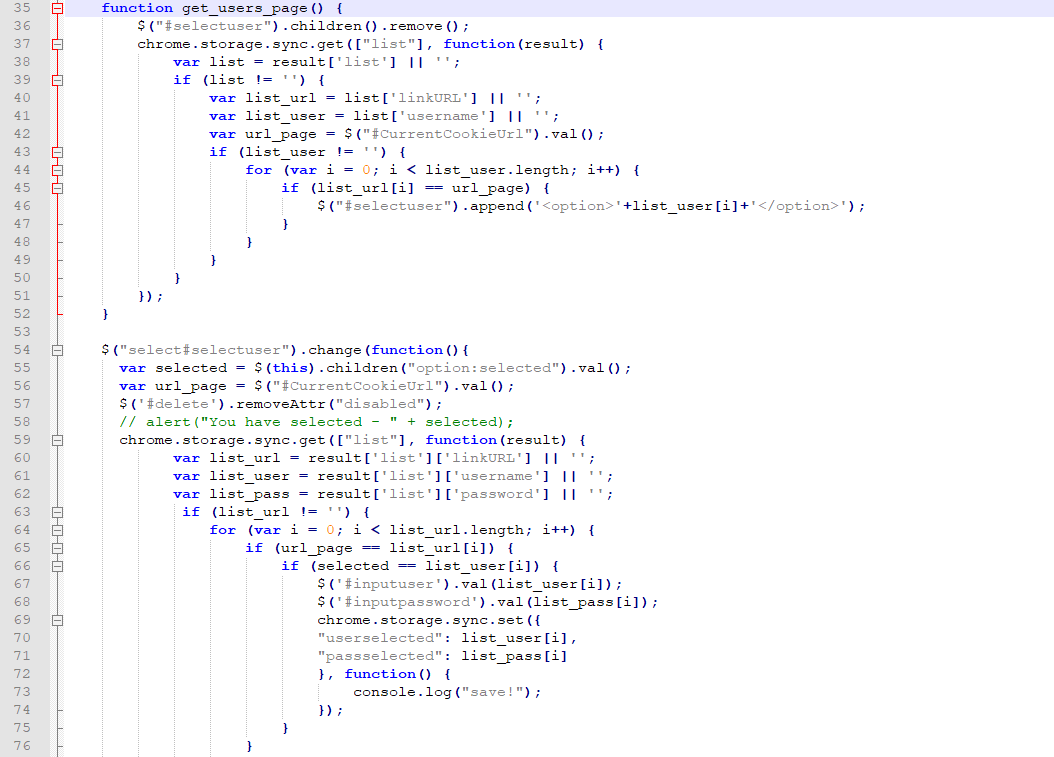 35 function get_users_page() {
36 $("#selectuser").children().remove();
37 chrome.storage.sync.get(["list"], function(result) {
38 var list = result['list'] || '';
39 if (list != '') {
40 var list_url = list['linkURL'] || '';
41 var list_user = list['username'] || '';
42 var url_page = $("#CurrentCookieUrl").val();
43 if (list_user != '') {
44 for (var i = 0; i < list_user.length; i++) {
45 if (list_url[i] == url_page) {
46 $("#selectuser").append('<option>'+list_user[i]+'</option>');
47 }
48 }
49 }
50 }
51 });
52 }
53
54 $("select#selectuser").change(function(){
55 var selected = $(this).children("option:selected").val();
56 var url_page = $("#CurrentCookieUrl").val();
57 $('#delete').removeAttr("disabled");
58 // alert("You have selected - " + selected);
59 chrome.storage.sync.get(["list"], function(result) {
60 var list_url = result['list']['linkURL'] || '';
61 var list_user = result['list']['username'] || '';
62 var list_pass = result['list']['password'] || '';
63 if (list_url != '') {
64 for (var i = 0; i < list_url.length; i++) {
65 if (url_page == list_url[i]) {
66 if (selected == list_user[i]) {
67 $('#inputuser').val(list_user[i]);
68 $('#inputpassword').val(list_pass[i]);
69 chrome.storage.sync.set({
70 "userselected": list_user[i],
71 "passselected": list_pass[i]
72 }, function() {
73 console.log("save!");
74 });
75 }
76 }